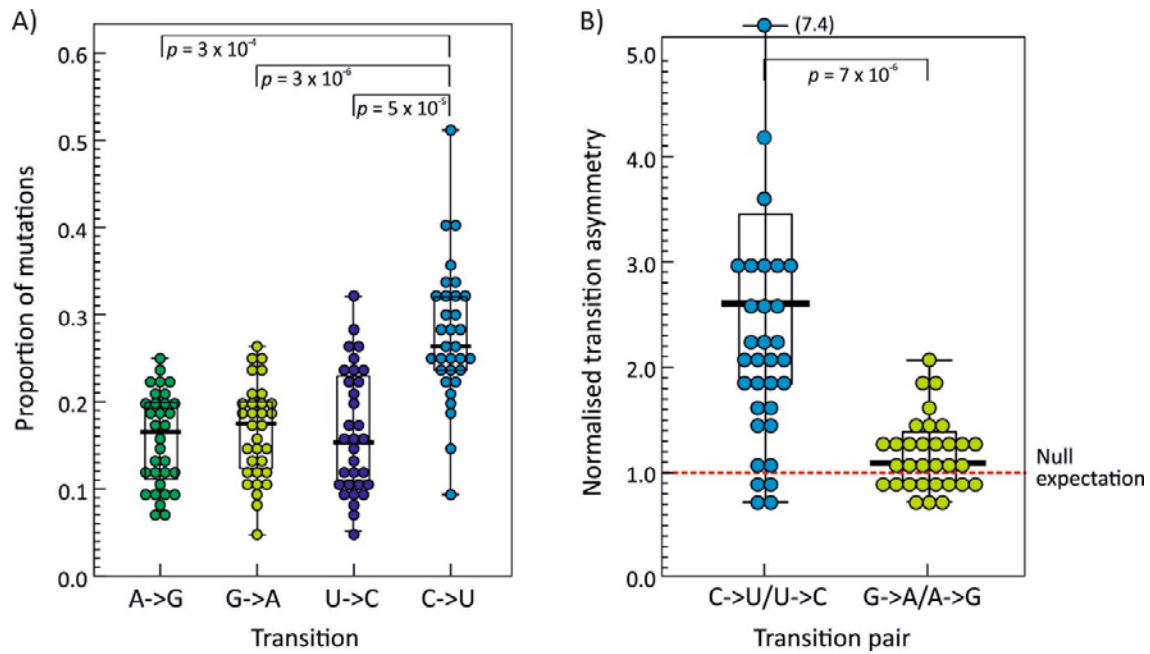 A)
Proportion of mutations
0.6
0.5
0.4
0.3
0.2
0.1
0.0
p = 3 x 10⁻⁴
p = 3 x 10⁻⁶
p = 5 x 10⁻⁵
A->G G->A U->C C->U
Transition
B)
Normalised transition asymmetry
5.0
4.0
3.0
2.0
1.0
0.0
(7.4)
p = 7 x 10⁻⁶
Null
expectation
C->U/U->C G->A/A->G
Transition pair